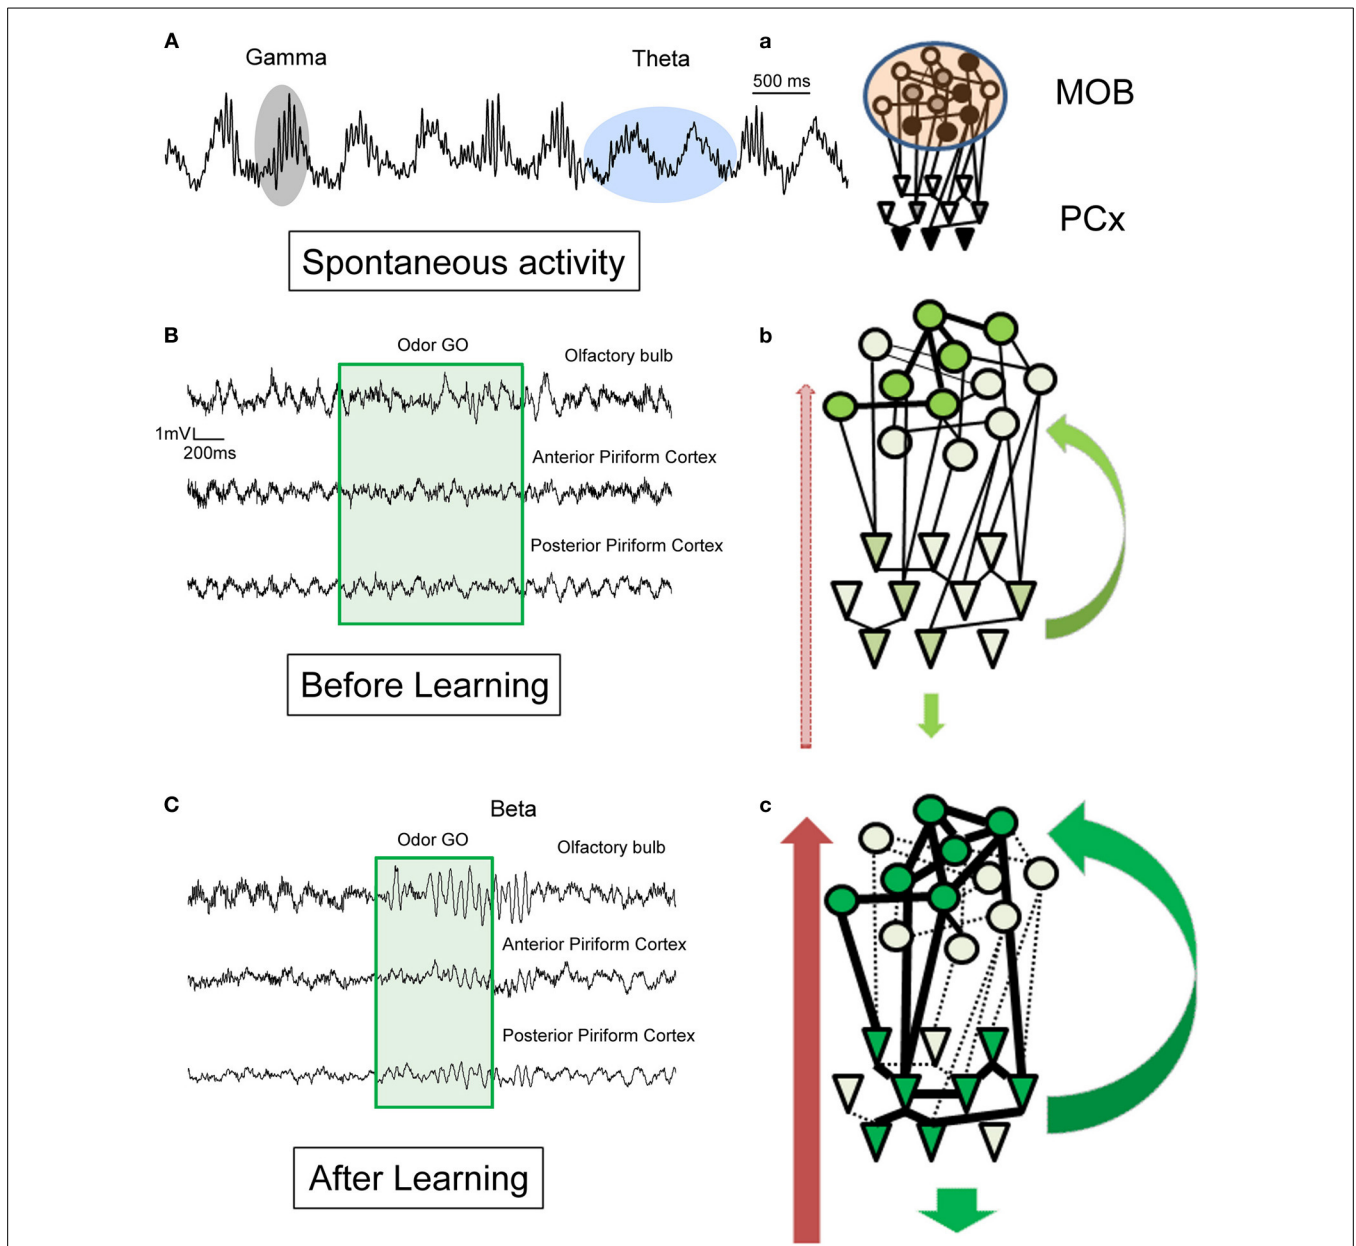 A
Gamma
Theta
500 ms
a
MOB
PCx
Spontaneous activity
B
Odor GO
Olfactory bulb
1mV
200ms
Anterior Piriform Cortex
Posterior Piriform Cortex
Before Learning
b
C
Beta
Odor GO
Olfactory bulb
Anterior Piriform Cortex
Posterior Piriform Cortex
After Learning
c